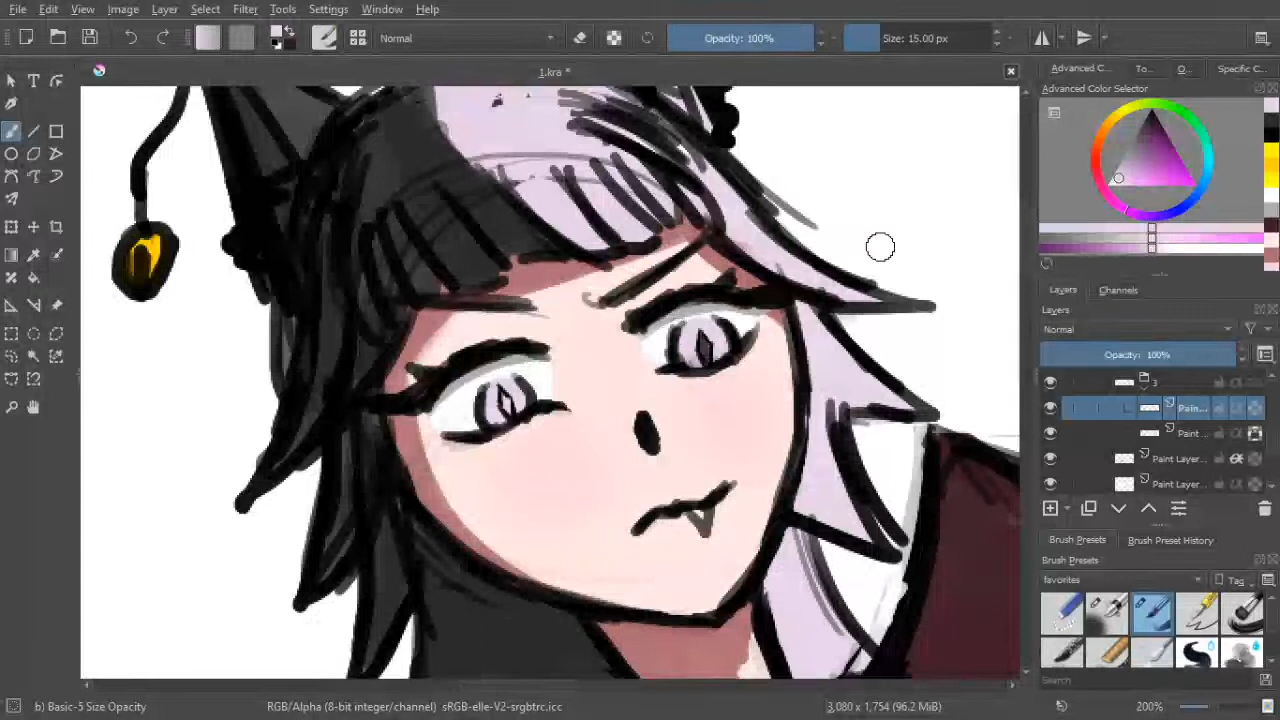 File Edit View Image Layer Select Filter Tools Settings Window Help
Normal Opacity: 100% Size: 15.00 px
1.kra *
Advanced C... To... O... Specific C...
Advanced Color Selector
Layers Channels
Layers
Normal
Opacity: 100%
3
Pain...
Paint ...
Paint Layer...
Paint Layer...
Brush Presets Brush Preset History
Brush Presets
favorites Tag
Search
b) Basic-5 Size Opacity RGB/Alpha (8-bit integer/channel) sRGB-elle-V2-srgbtrc.icc 3,080 x 1,754 (96.2 MiB) 200%